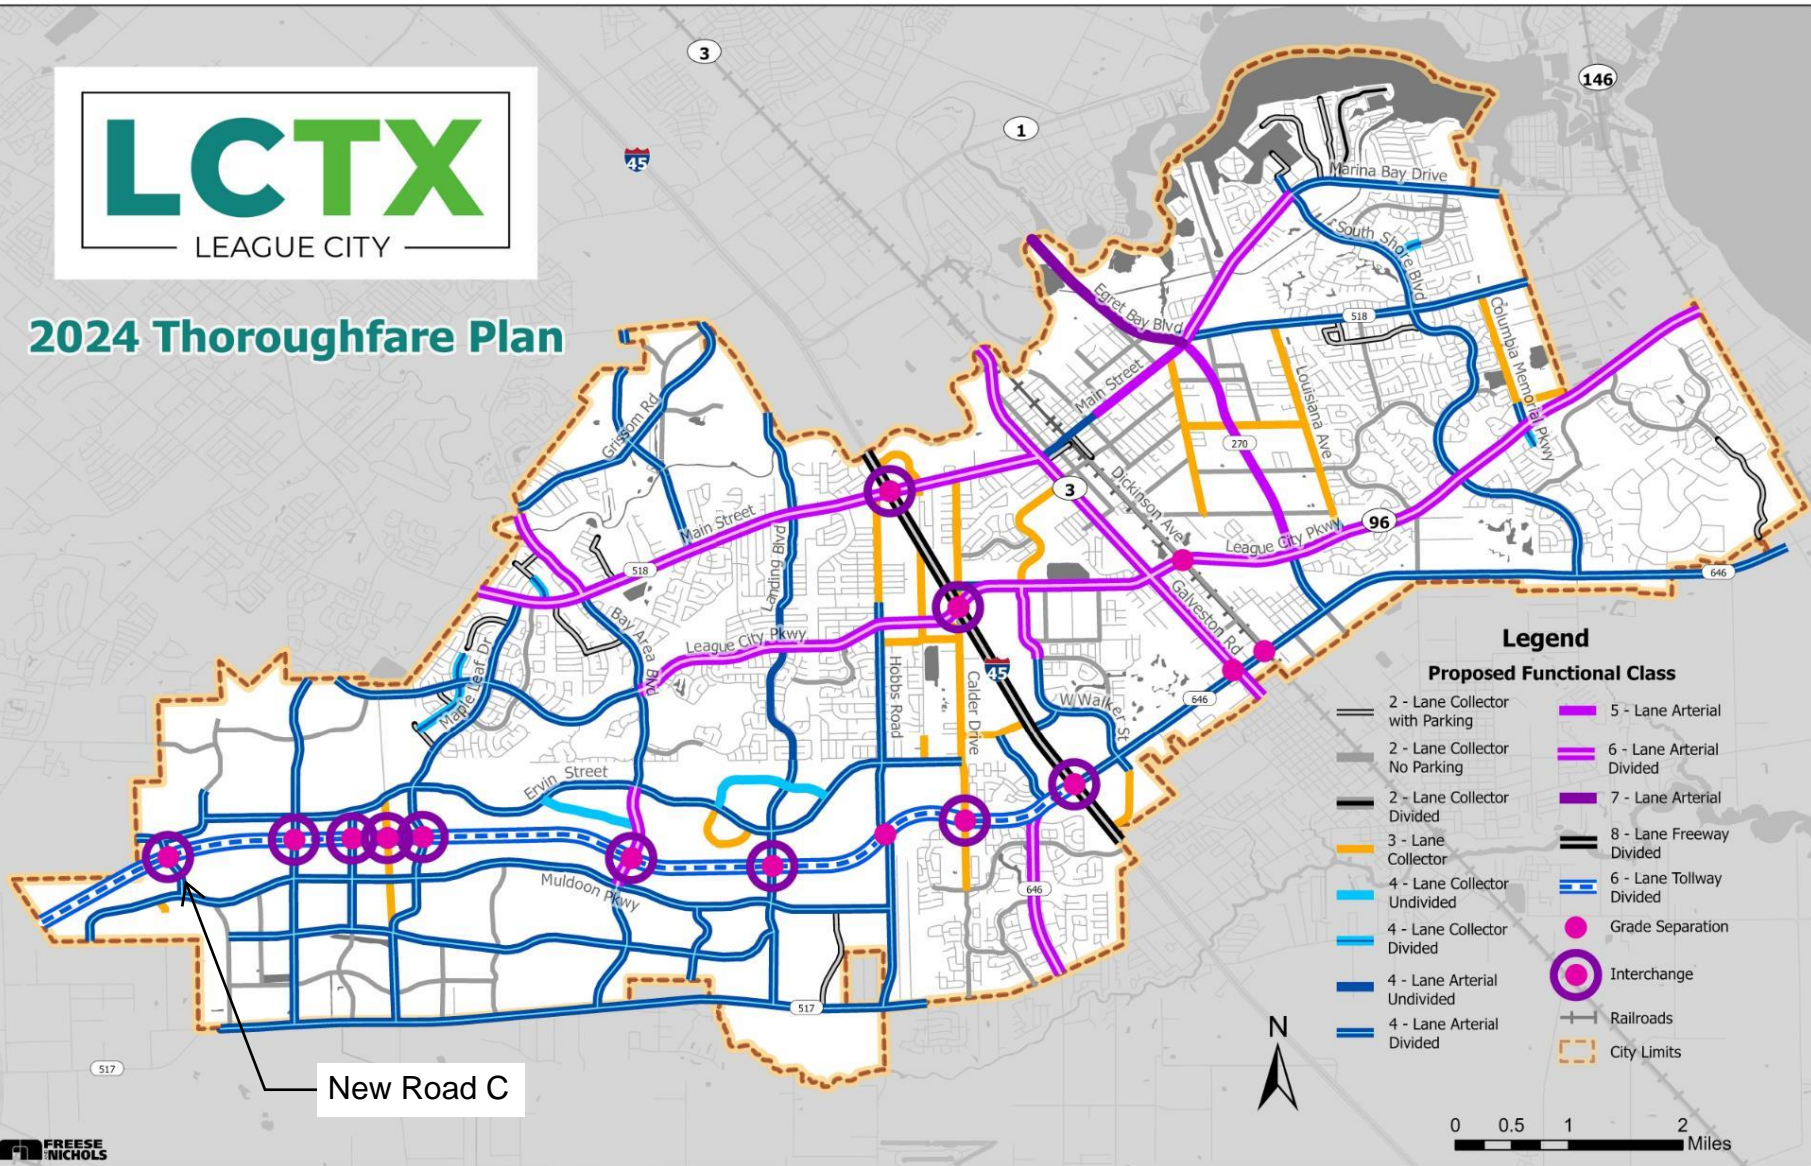 LCTX
LEAGUE CITY
2024 Thoroughfare Plan
3
1
45
146
Marina Bay Drive
South Shore Blvd
Egret Bay Blvd
518
Columbia Memorial Pkwy
Main Street
Louisiana Ave
270
Grissom Rd
Dickinson Ave
3
96
League City Pkwy
Main Street
518
Landing Blvd
646
Galveston Rd
Bay Area Blvd
League City Pkwy
Maple Leaf Dr
Hobbs Road
Calder Drive
45
W Walker St
646
Ervin Street
Muldoon Pkwy
646
517
517
New Road C
Legend
Proposed Functional Class
2 - Lane Collector
with Parking
2 - Lane Collector
No Parking
2 - Lane Collector
Divided
3 - Lane
Collector
4 - Lane Collector
Undivided
4 - Lane Collector
Divided
4 - Lane Arterial
Undivided
4 - Lane Arterial
Divided
5 - Lane Arterial
6 - Lane Arterial
Divided
7 - Lane Arterial
8 - Lane Freeway
Divided
6 - Lane Tollway
Divided
Grade Separation
Interchange
Railroads
City Limits
N
0 0.5 1 2
Miles
FREESE
NICHOLS